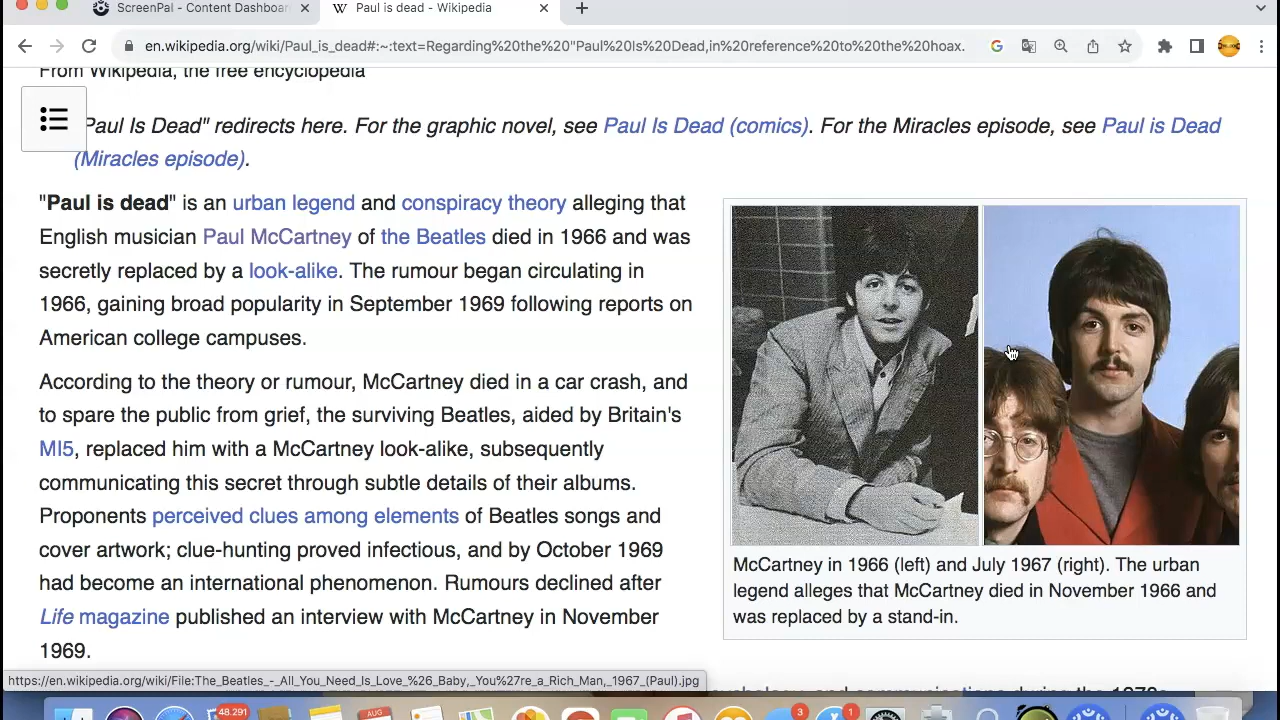 ScreenPal - Content Dashboar
Paul is dead - Wikipedia
en.wikipedia.org/wiki/Paul_is_dead#:~:text=Regarding%20the%20"Paul%20Is%20Dead,in%20reference%20to%20the%20hoax.
From Wikipedia, the free encyclopedia
Paul Is Dead" redirects here. For the graphic novel, see Paul Is Dead (comics). For the Miracles episode, see Paul is Dead
(Miracles episode).
"Paul is dead" is an urban legend and conspiracy theory alleging that
English musician Paul McCartney of the Beatles died in 1966 and was
secretly replaced by a look-alike. The rumour began circulating in
1966, gaining broad popularity in September 1969 following reports on
American college campuses.
According to the theory or rumour, McCartney died in a car crash, and
to spare the public from grief, the surviving Beatles, aided by Britain's
MI5, replaced him with a McCartney look-alike, subsequently
communicating this secret through subtle details of their albums.
Proponents perceived clues among elements of Beatles songs and
cover artwork; clue-hunting proved infectious, and by October 1969
had become an international phenomenon. Rumours declined after
Life magazine published an interview with McCartney in November
1969.
McCartney in 1966 (left) and July 1967 (right). The urban
legend alleges that McCartney died in November 1966 and
was replaced by a stand-in.
https://en.wikipedia.org/wiki/File:The_Beatles_-_All_You_Need_Is_Love_%26_Baby,_You%27re_a_Rich_Man,_1967_(Paul).jpg
48.291
AUG
3
1